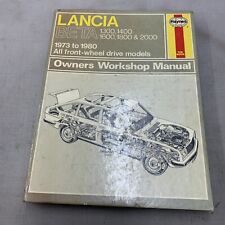 LANCIA
BETA 1300, 1400
1600, 1800 & 2000
1973 to 1980
All front-wheel drive models
Haynes
Owners Workshop Manual